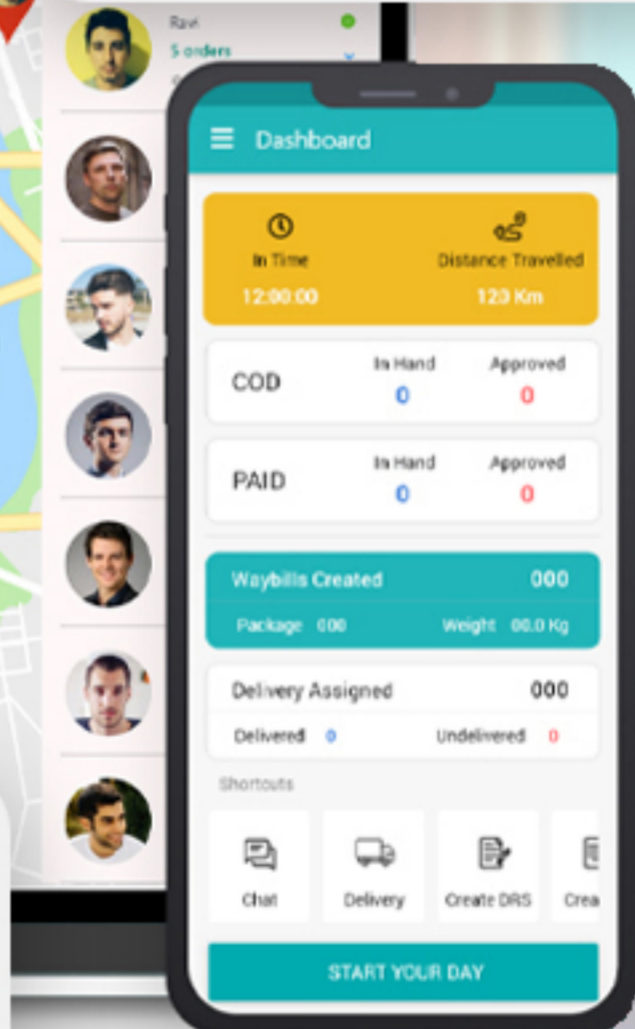 Ravi
5 orders
Dashboard
In Time
Distance Travelled
12:00:00
120 Km
COD
In Hand
Approved
0
0
PAID
In Hand
Approved
0
0
Waybills Created
000
Package 000
Weight 00.0 Kg
Delivery Assigned
000
Delivered 0
Undelivered 0
Shortcuts
Chat
Delivery
Create DRS
Crea
START YOUR DAY